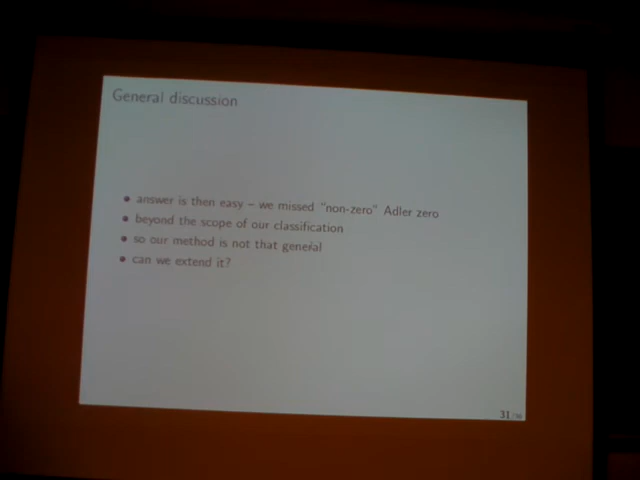 General discussion
• answer is then easy – we missed "non-zero" Adler zero
• beyond the scope of our classification
• so our method is not that general
• can we extend it?
31